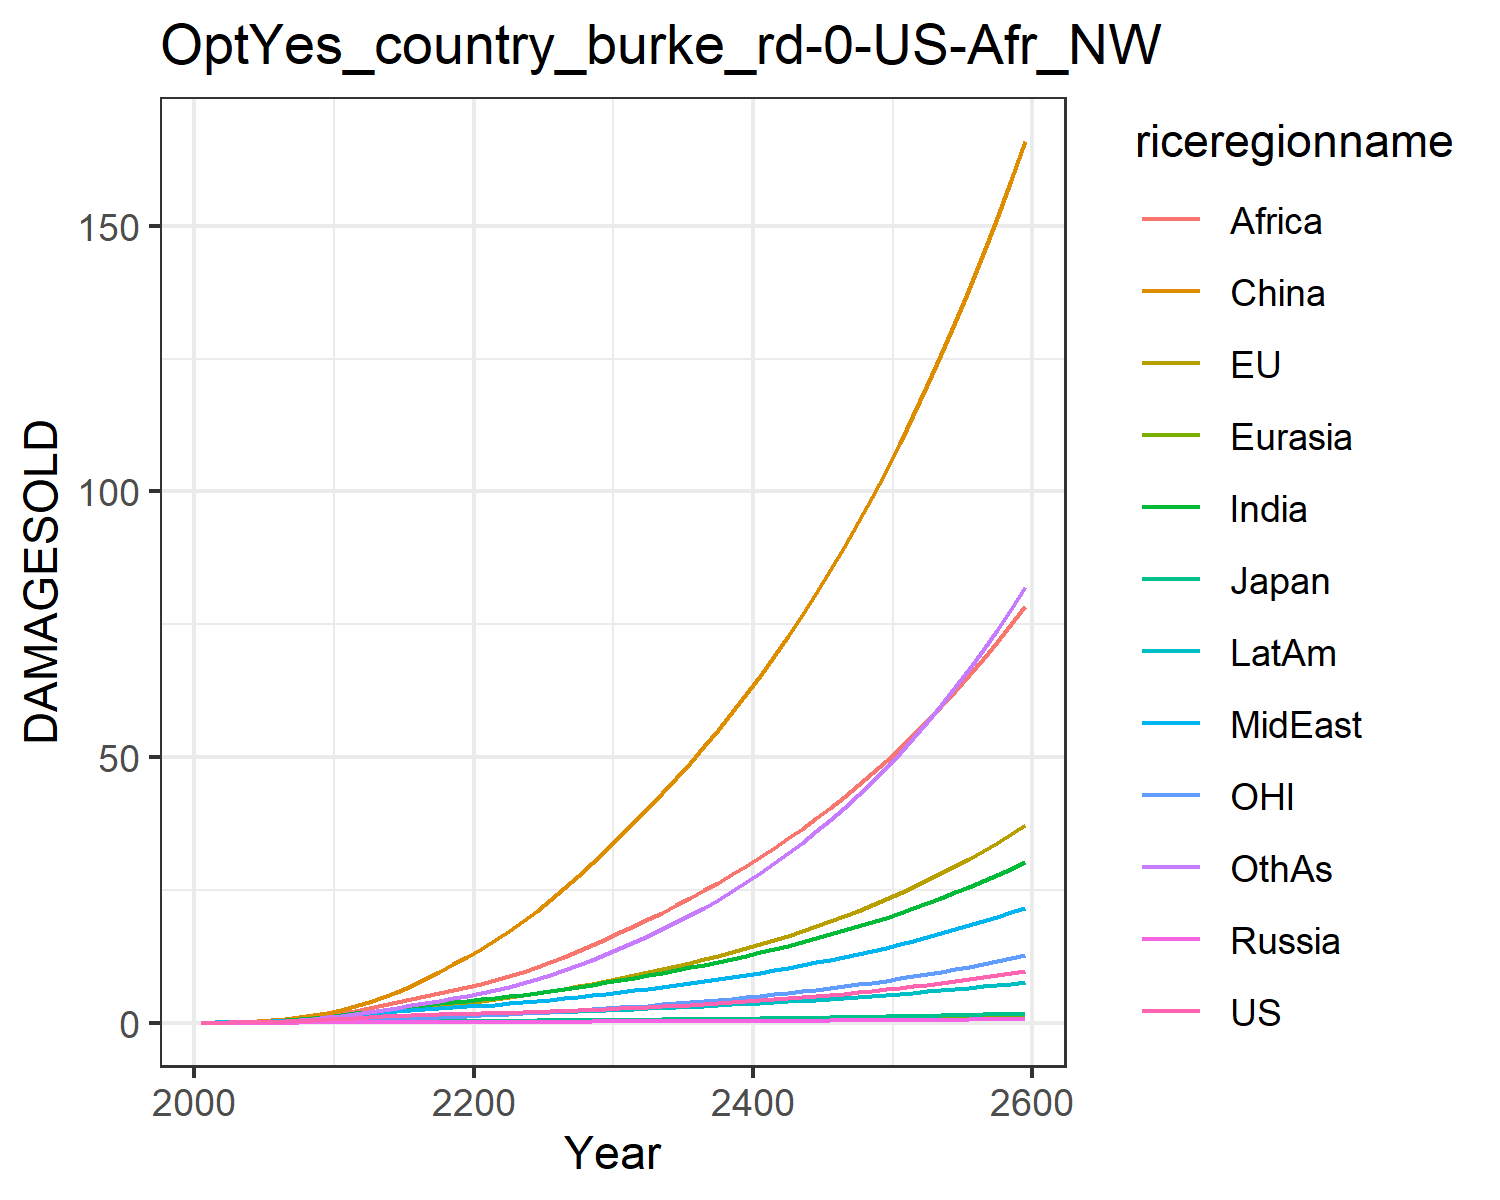 OptYes_country_burke_rd-0-US-Afr_NW
riceregionname
Africa
China
EU
Eurasia
India
Japan
LatAm
MidEast
OHI
OthAs
Russia
US
DAMAGESOLD
150
100
50
0
2000
2200
2400
2600
Year